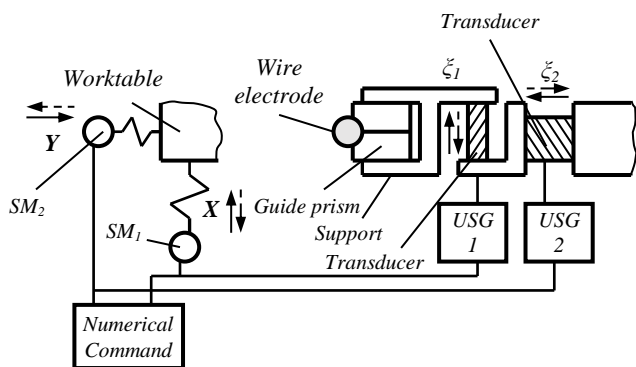 Transducer
Worktable
Wire
electrode
ξ1
ξ2
Y
SM2
X
SM1
Guide prism
Support
Transducer
USG
1
USG
2
Numerical
Command